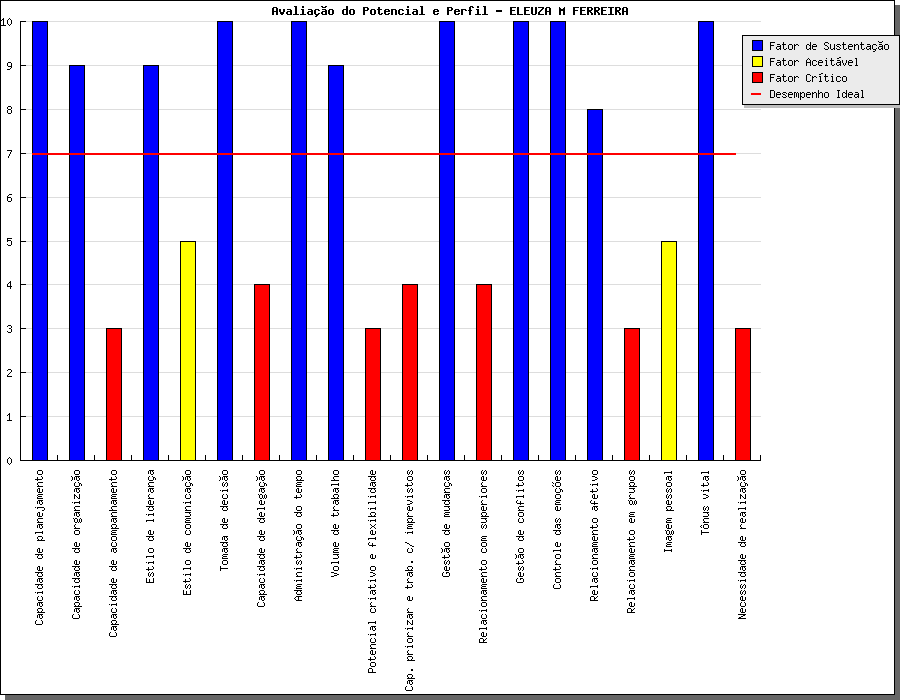 Avaliação do Potencial e Perfil - ELEUZA M FERREIRA
Fator de Sustentação
Fator Aceitável
Fator Crítico
Desempenho Ideal
10
9
8
7
6
5
4
3
2
1
0
Capacidade de planejamento
Capacidade de organização
Capacidade de acompanhamento
Estilo de liderança
Estilo de comunicação
Tomada de decisão
Capacidade de delegação
Administração do tempo
Volume de trabalho
Potencial criativo e flexibilidade
Cap. priorizar e trab. c/ imprevistos
Gestão de mudanças
Relacionamento com superiores
Gestão de conflitos
Controle das emoções
Relacionamento afetivo
Relacionamento em grupos
Imagem pessoal
Tônus vital
Necessidade de realização